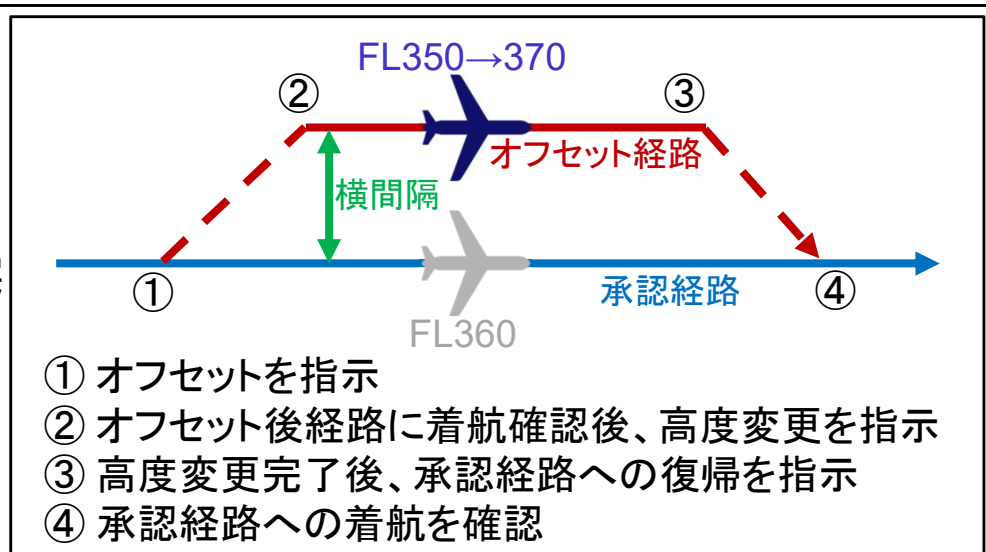 FL350→370
② ③
オフセット経路
横間隔
① 承認経路 ④
FL360
① オフセットを指示
② オフセット後経路に着航確認後、高度変更を指示
③ 高度変更完了後、承認経路への復帰を指示
④ 承認経路への着航を確認